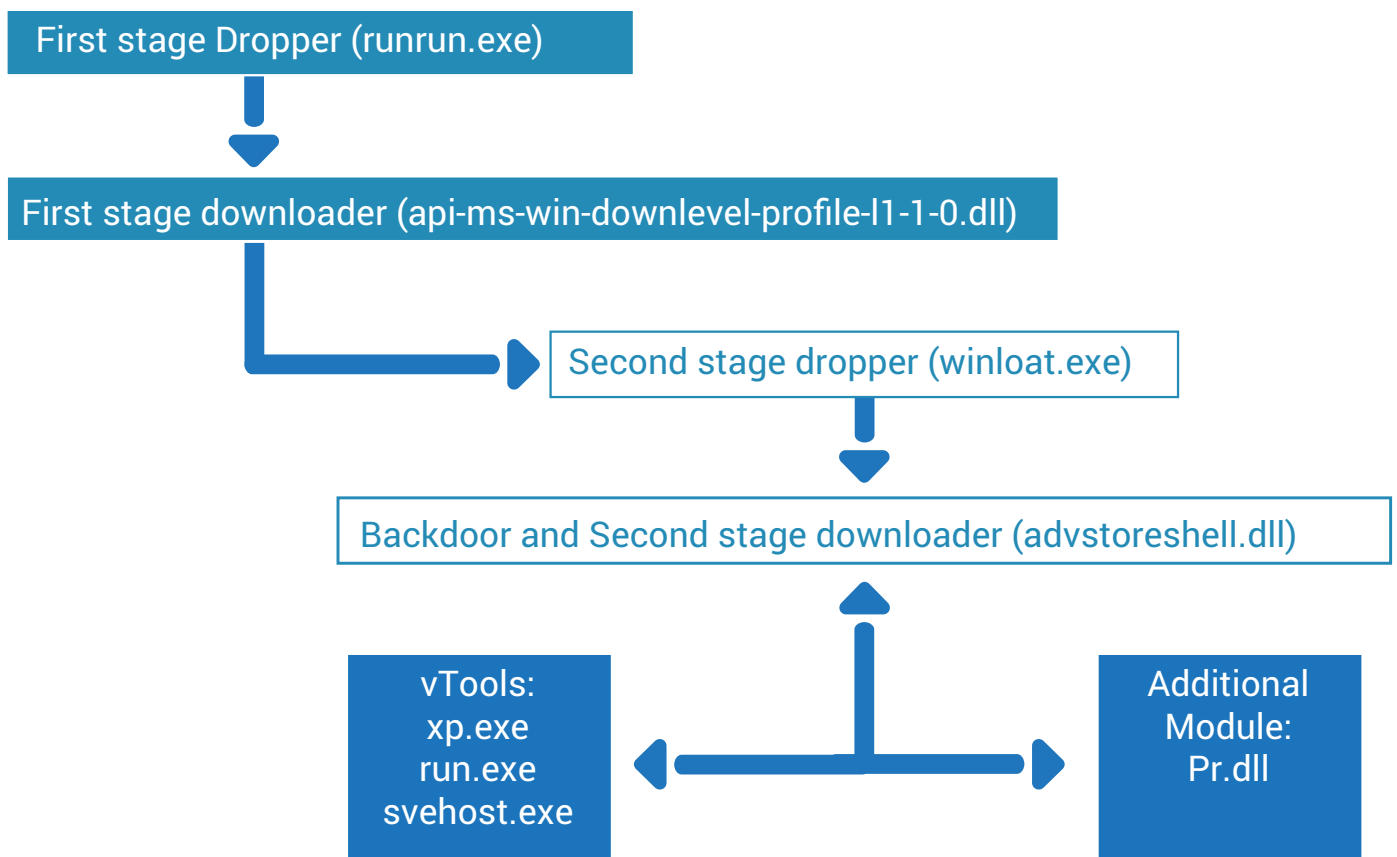 First stage Dropper (runrun.exe)
First stage downloader (api-ms-win-downlevel-profile-l1-1-0.dll)
Second stage dropper (winloat.exe)
Backdoor and Second stage downloader (advstoreshell.dll)
vTools:
xp.exe
run.exe
svehost.exe
Additional
Module:
Pr.dll